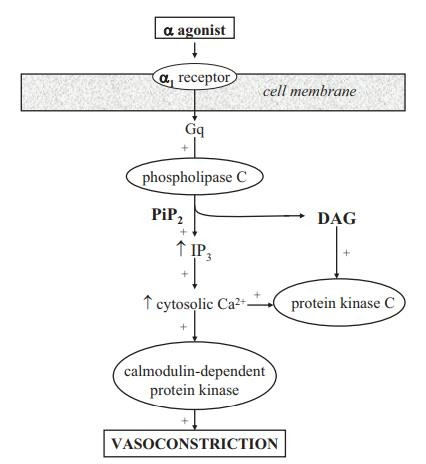 α agonist
α1 receptor
cell membrane
Gq
+
phospholipase C
PiP2
DAG
+
↑ IP3
+
+
↑ cytosolic Ca2+
+
protein kinase C
+
calmodulin-dependent
protein kinase
+
VASOCONSTRICTION